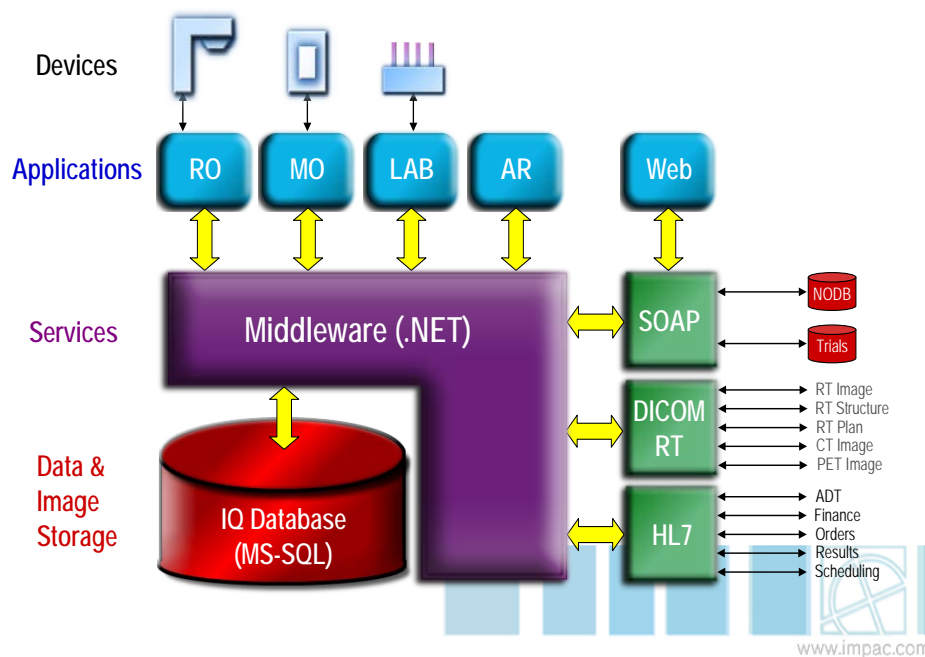 Devices
Applications
RO
MO
LAB
AR
Web
Services
Middleware (.NET)
SOAP
NODB
Trials
DICOM
RT
RT Image
RT Structure
RT Plan
CT Image
PET Image
Data &
Image
Storage
IQ Database
(MS-SQL)
HL7
ADT
Finance
Orders
Results
Scheduling
www.impac.com